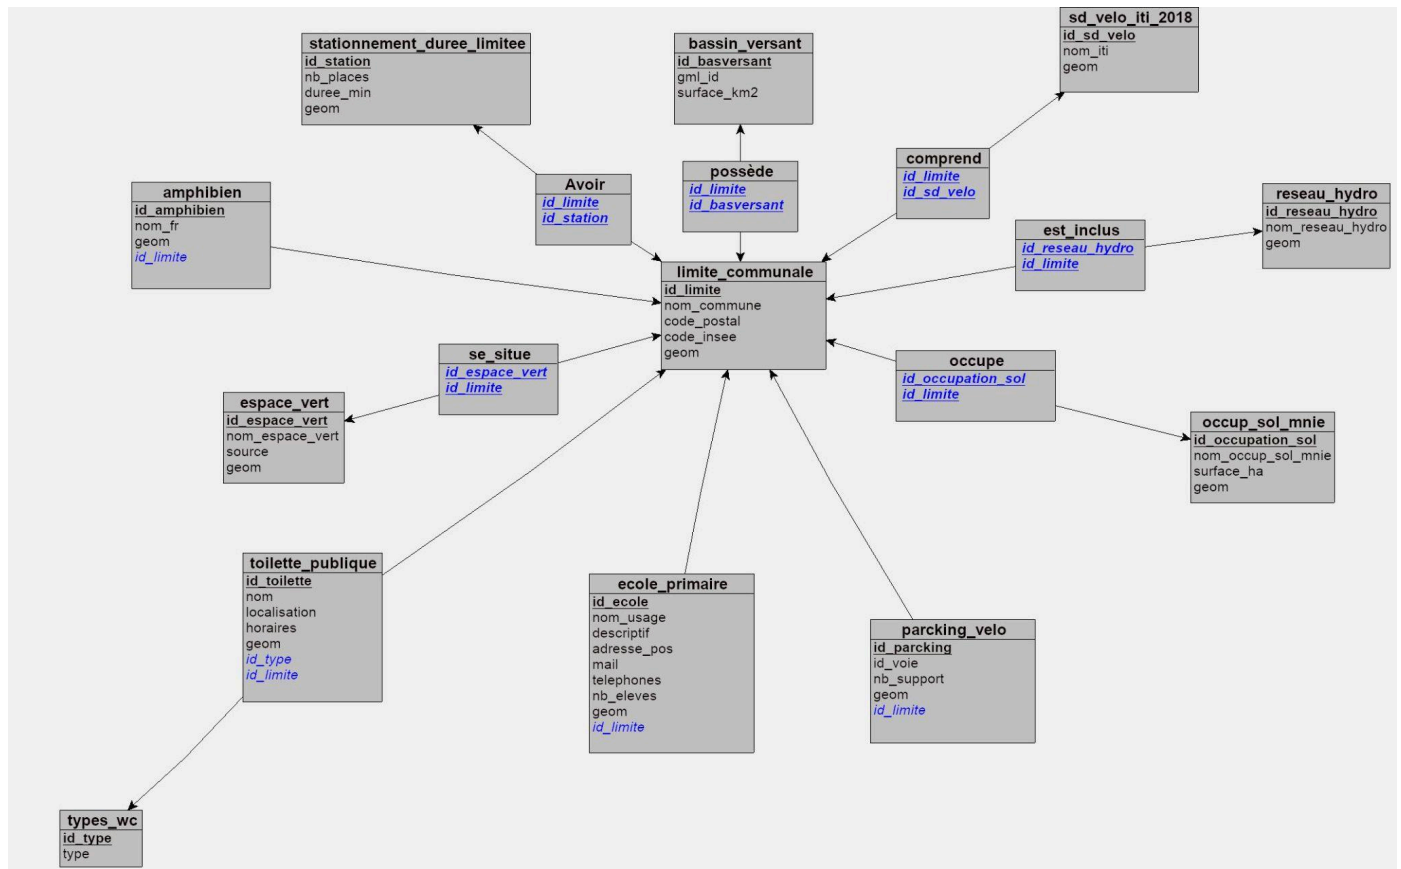 sd_velo_iti_2018
id_sd_velo
nom_iti
geom
stationnement_duree_limitee
id_station
nb_places
duree_min
geom
bassin_versant
id_basversant
gml_id
surface_km2
comprend
id_limite
id_sd_velo
possède
id_limite
id_basversant
Avoir
id_limite
id_station
amphibien
id_amphibien
nom_fr
geom
id_limite
reseau_hydro
id_reseau_hydro
nom_reseau_hydro
geom
est_inclus
id_reseau_hydro
id_limite
limite_communale
id_limite
nom_commune
code_postal
code_insee
geom
se_situe
id_espace_vert
id_limite
occupe
id_occupation_sol
id_limite
espace_vert
id_espace_vert
nom_espace_vert
source
geom
occup_sol_mnie
id_occupation_sol
nom_occup_sol_mnie
surface_ha
geom
toilette_publique
id_toilette
nom
localisation
horaires
geom
id_type
id_limite
ecole_primaire
id_ecole
nom_usage
descriptif
adresse_pos
mail
telephones
nb_eleves
geom
id_limite
parcking_velo
id_parcking
id_voie
nb_support
geom
id_limite
types_wc
id_type
type